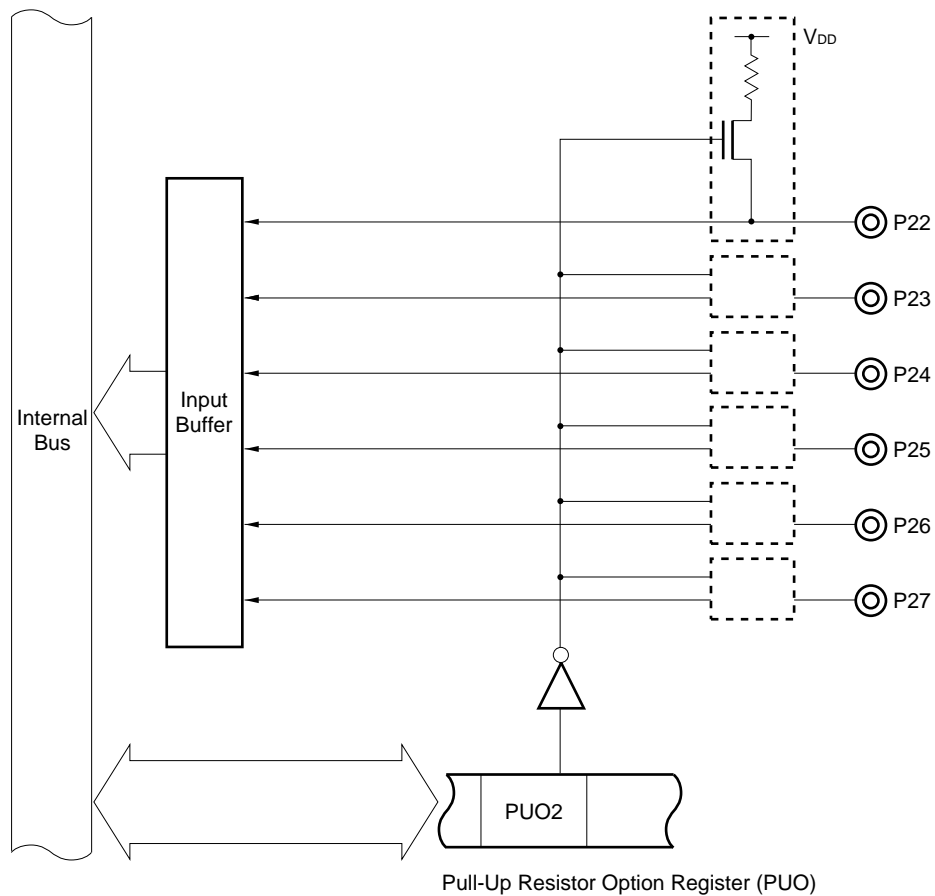 VDD
P22
P23
P24
P25
P26
P27
Internal
Bus
Input
Buffer
PUO2
Pull-Up Resistor Option Register (PUO)